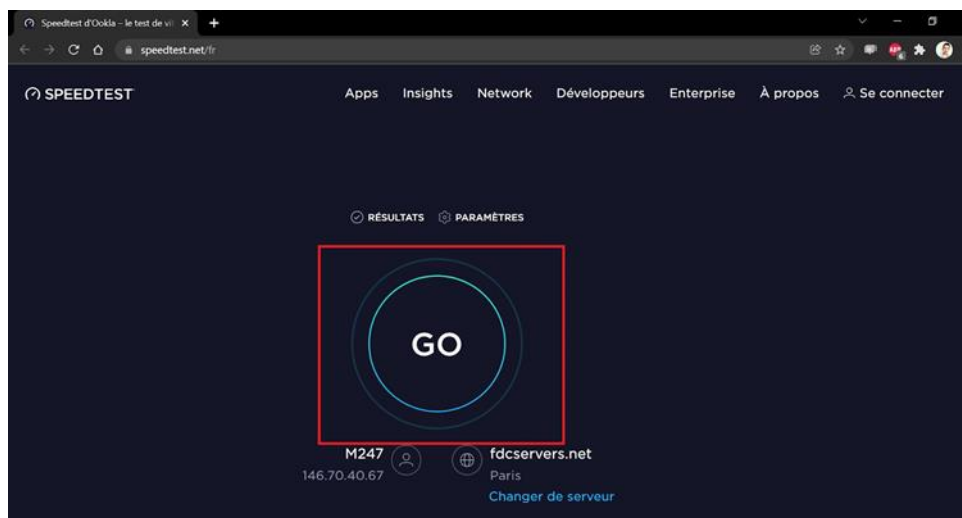 Speedtest d'Ookla – le test de vi
speedtest.net/fr
SPEEDTEST
Apps Insights Network Développeurs Enterprise À propos Se connecter
RÉSULTATS PARAMÈTRES
GO
M247 fdcservers.net
146.70.40.67 Paris
Changer de serveur